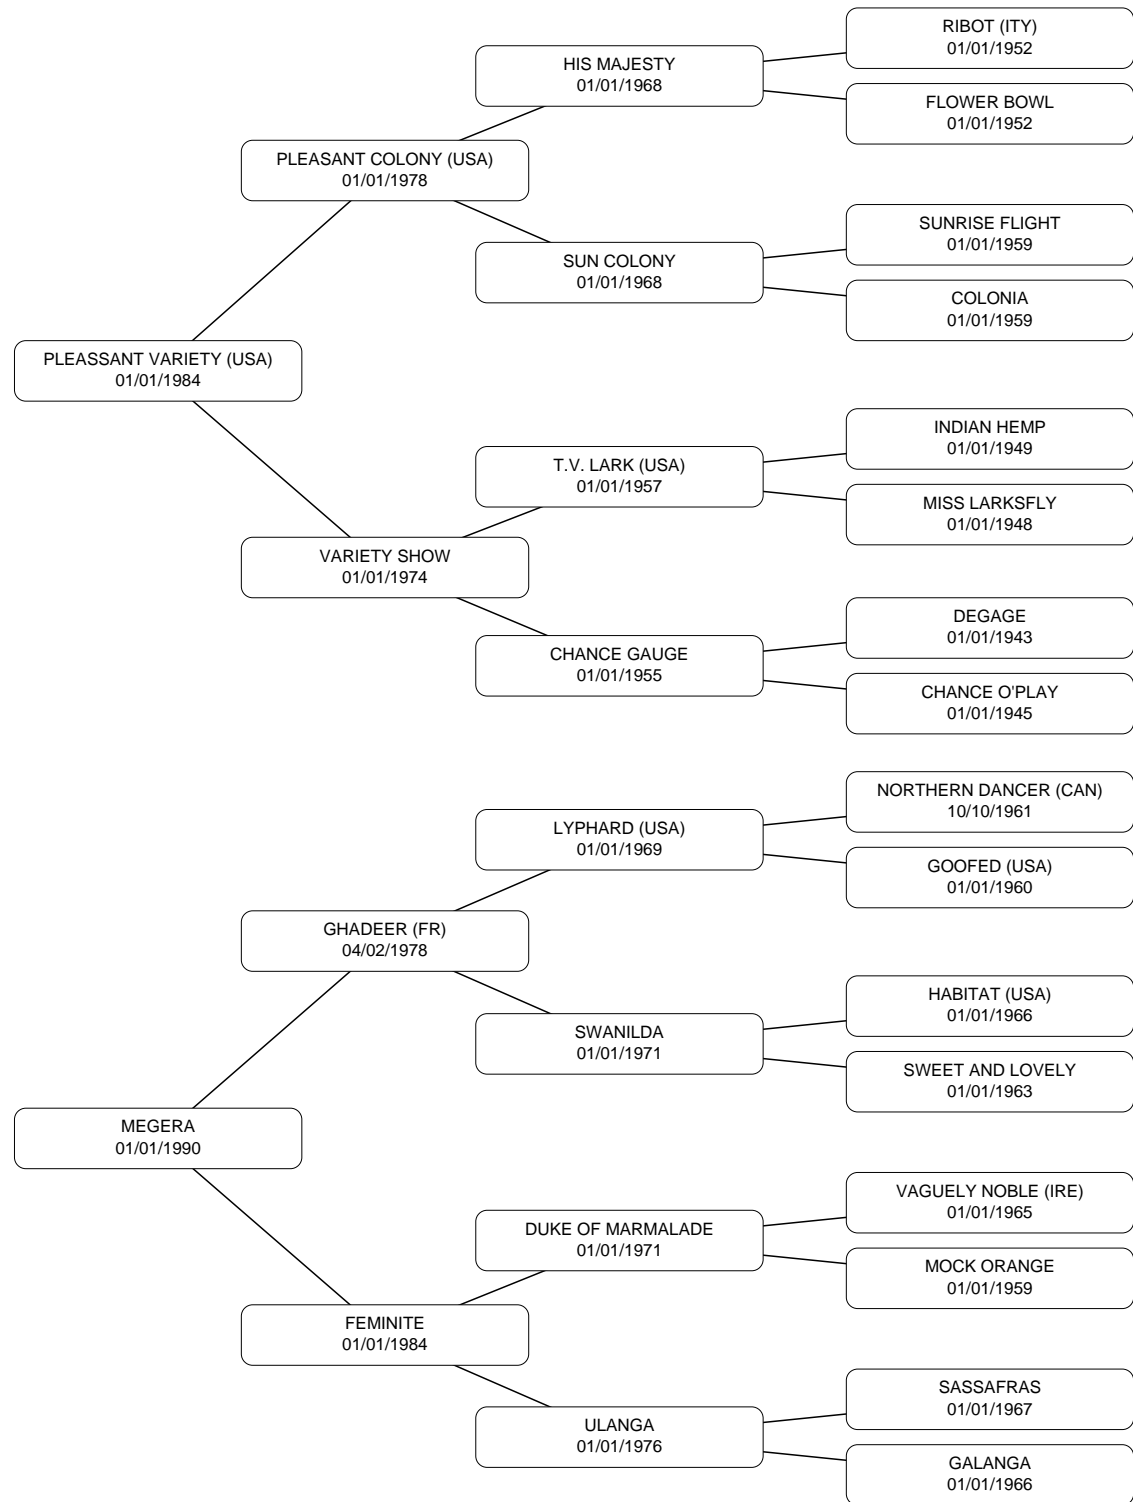 RIBOT (ITY)
01/01/1952
HIS MAJESTY
01/01/1968
FLOWER BOWL
01/01/1952
PLEASANT COLONY (USA)
01/01/1978
SUNRISE FLIGHT
01/01/1959
SUN COLONY
01/01/1968
COLONIA
01/01/1959
PLEASSANT VARIETY (USA)
01/01/1984
INDIAN HEMP
01/01/1949
T.V. LARK (USA)
01/01/1957
MISS LARKSFLY
01/01/1948
VARIETY SHOW
01/01/1974
DEGAGE
01/01/1943
CHANCE GAUGE
01/01/1955
CHANCE O'PLAY
01/01/1945
NORTHERN DANCER (CAN)
10/10/1961
LYPHARD (USA)
01/01/1969
GOOFED (USA)
01/01/1960
GHADEER (FR)
04/02/1978
HABITAT (USA)
01/01/1966
SWANILDA
01/01/1971
SWEET AND LOVELY
01/01/1963
MEGERA
01/01/1990
VAGUELY NOBLE (IRE)
01/01/1965
DUKE OF MARMALADE
01/01/1971
MOCK ORANGE
01/01/1959
FEMINITE
01/01/1984
SASSAFRAS
01/01/1967
ULANGA
01/01/1976
GALANGA
01/01/1966